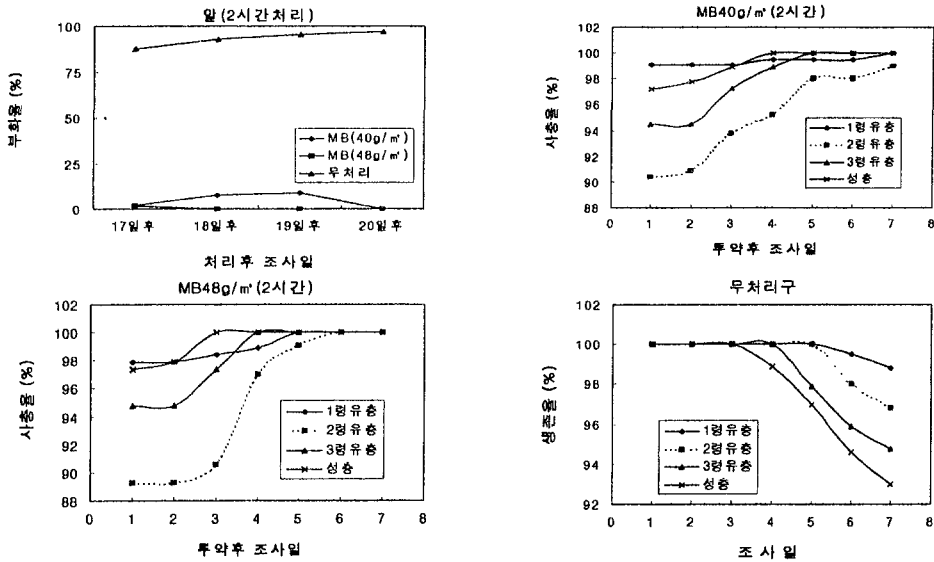 알(2시간처리)
100
75
50
25
0
부화율 (%)
MB(40g/㎥)
MB(48g/㎥)
무처리
17일후 18일후 19일후 20일후
처리후 조사일
MB40g/㎥(2시간)
102
100
98
96
94
92
90
88
사충율 (%)
1령유충
2령유충
3령유충
성충
0 1 2 3 4 5 6 7 8
투약후 조사일
MB48g/㎥(2시간)
102
100
98
96
94
92
90
88
사충율 (%)
1령유충
2령유충
3령유충
성충
0 1 2 3 4 5 6 7 8
투약후 조사일
무처리구
102
100
98
96
94
92
생존율 (%)
1령유충
2령유충
3령유충
성충
0 1 2 3 4 5 6 7 8
조사일